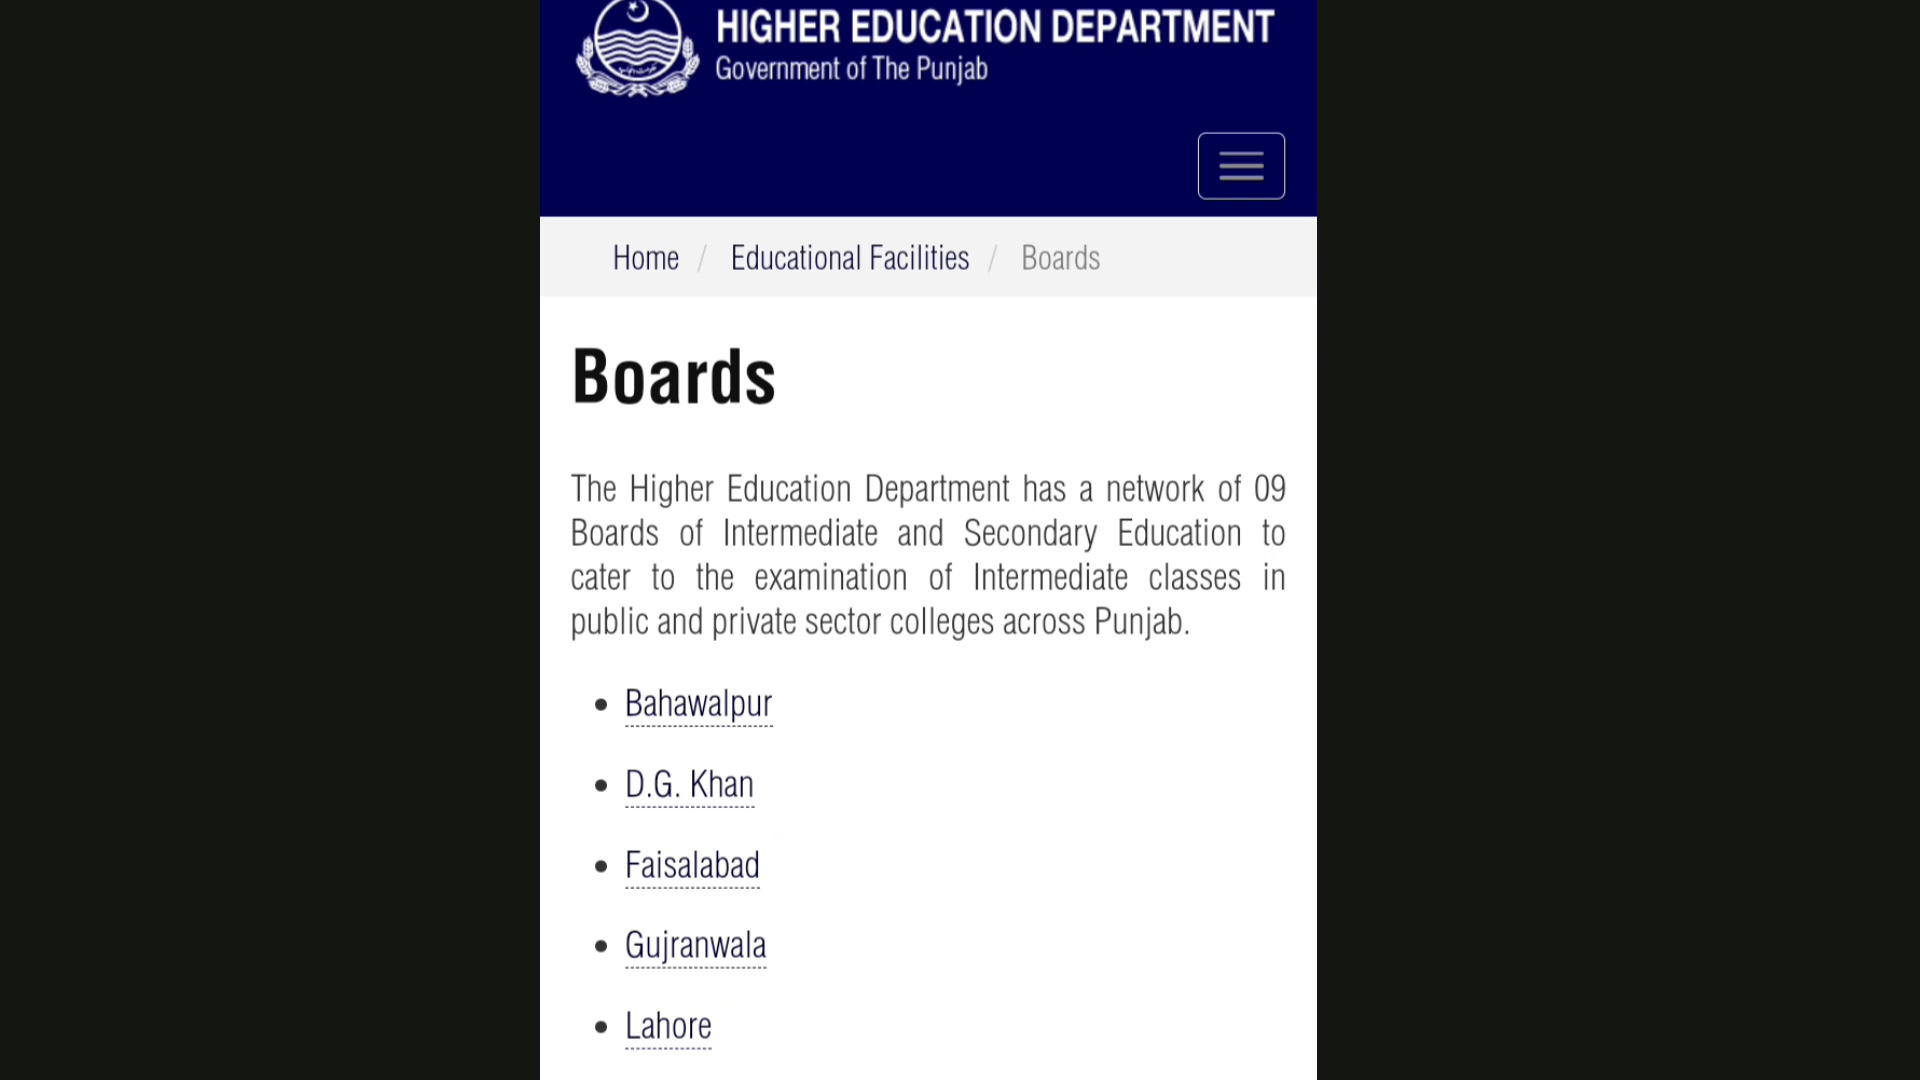 HIGHER EDUCATION DEPARTMENT
Government of The Punjab
Home / Educational Facilities / Boards
Boards
The Higher Education Department has a network of 09
Boards of Intermediate and Secondary Education to
cater to the examination of Intermediate classes in
public and private sector colleges across Punjab.
• Bahawalpur
• D.G. Khan
• Faisalabad
• Gujranwala
• Lahore